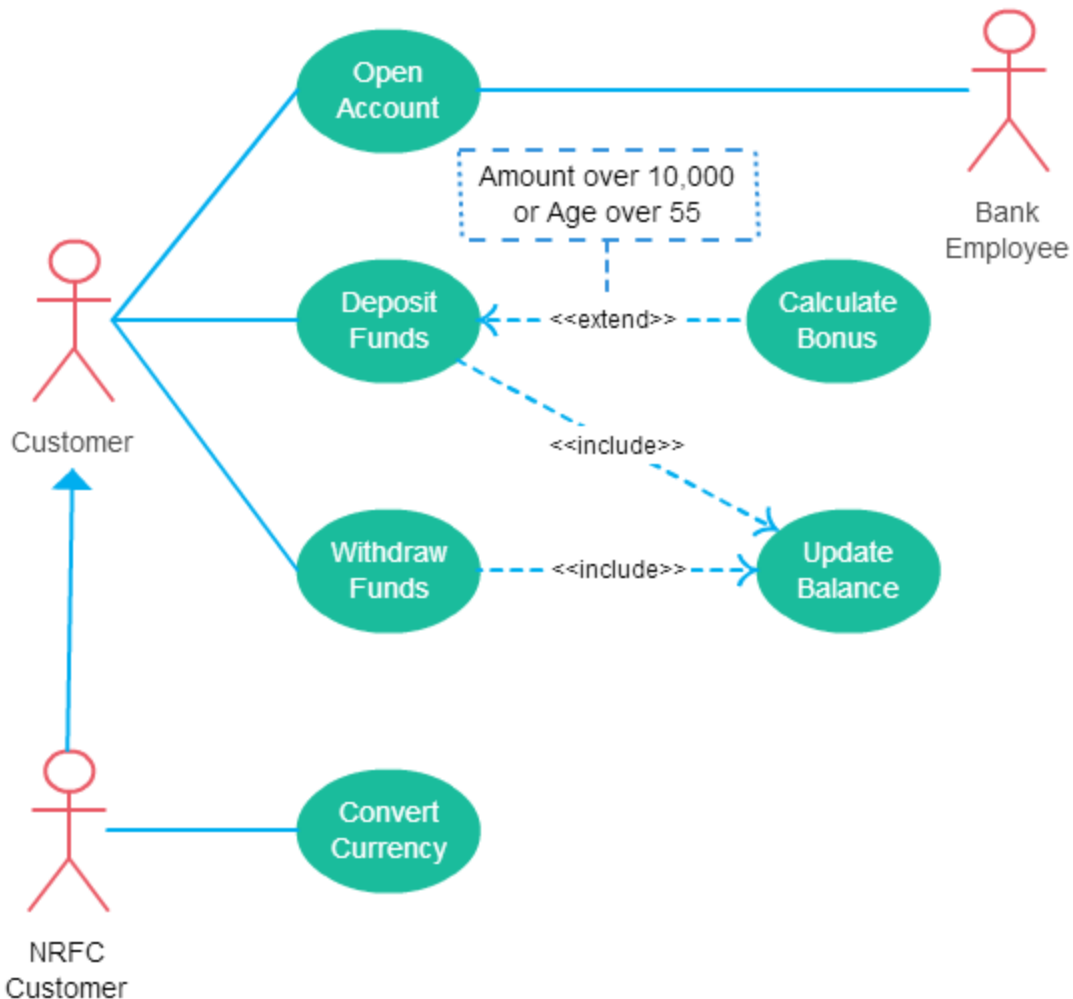 Open
Account
Amount over 10,000
or Age over 55
Bank
Employee
Deposit
Funds
<<extend>>
Calculate
Bonus
Customer
<<include>>
Withdraw
Funds
<<include>>
Update
Balance
Convert
Currency
NRFC
Customer